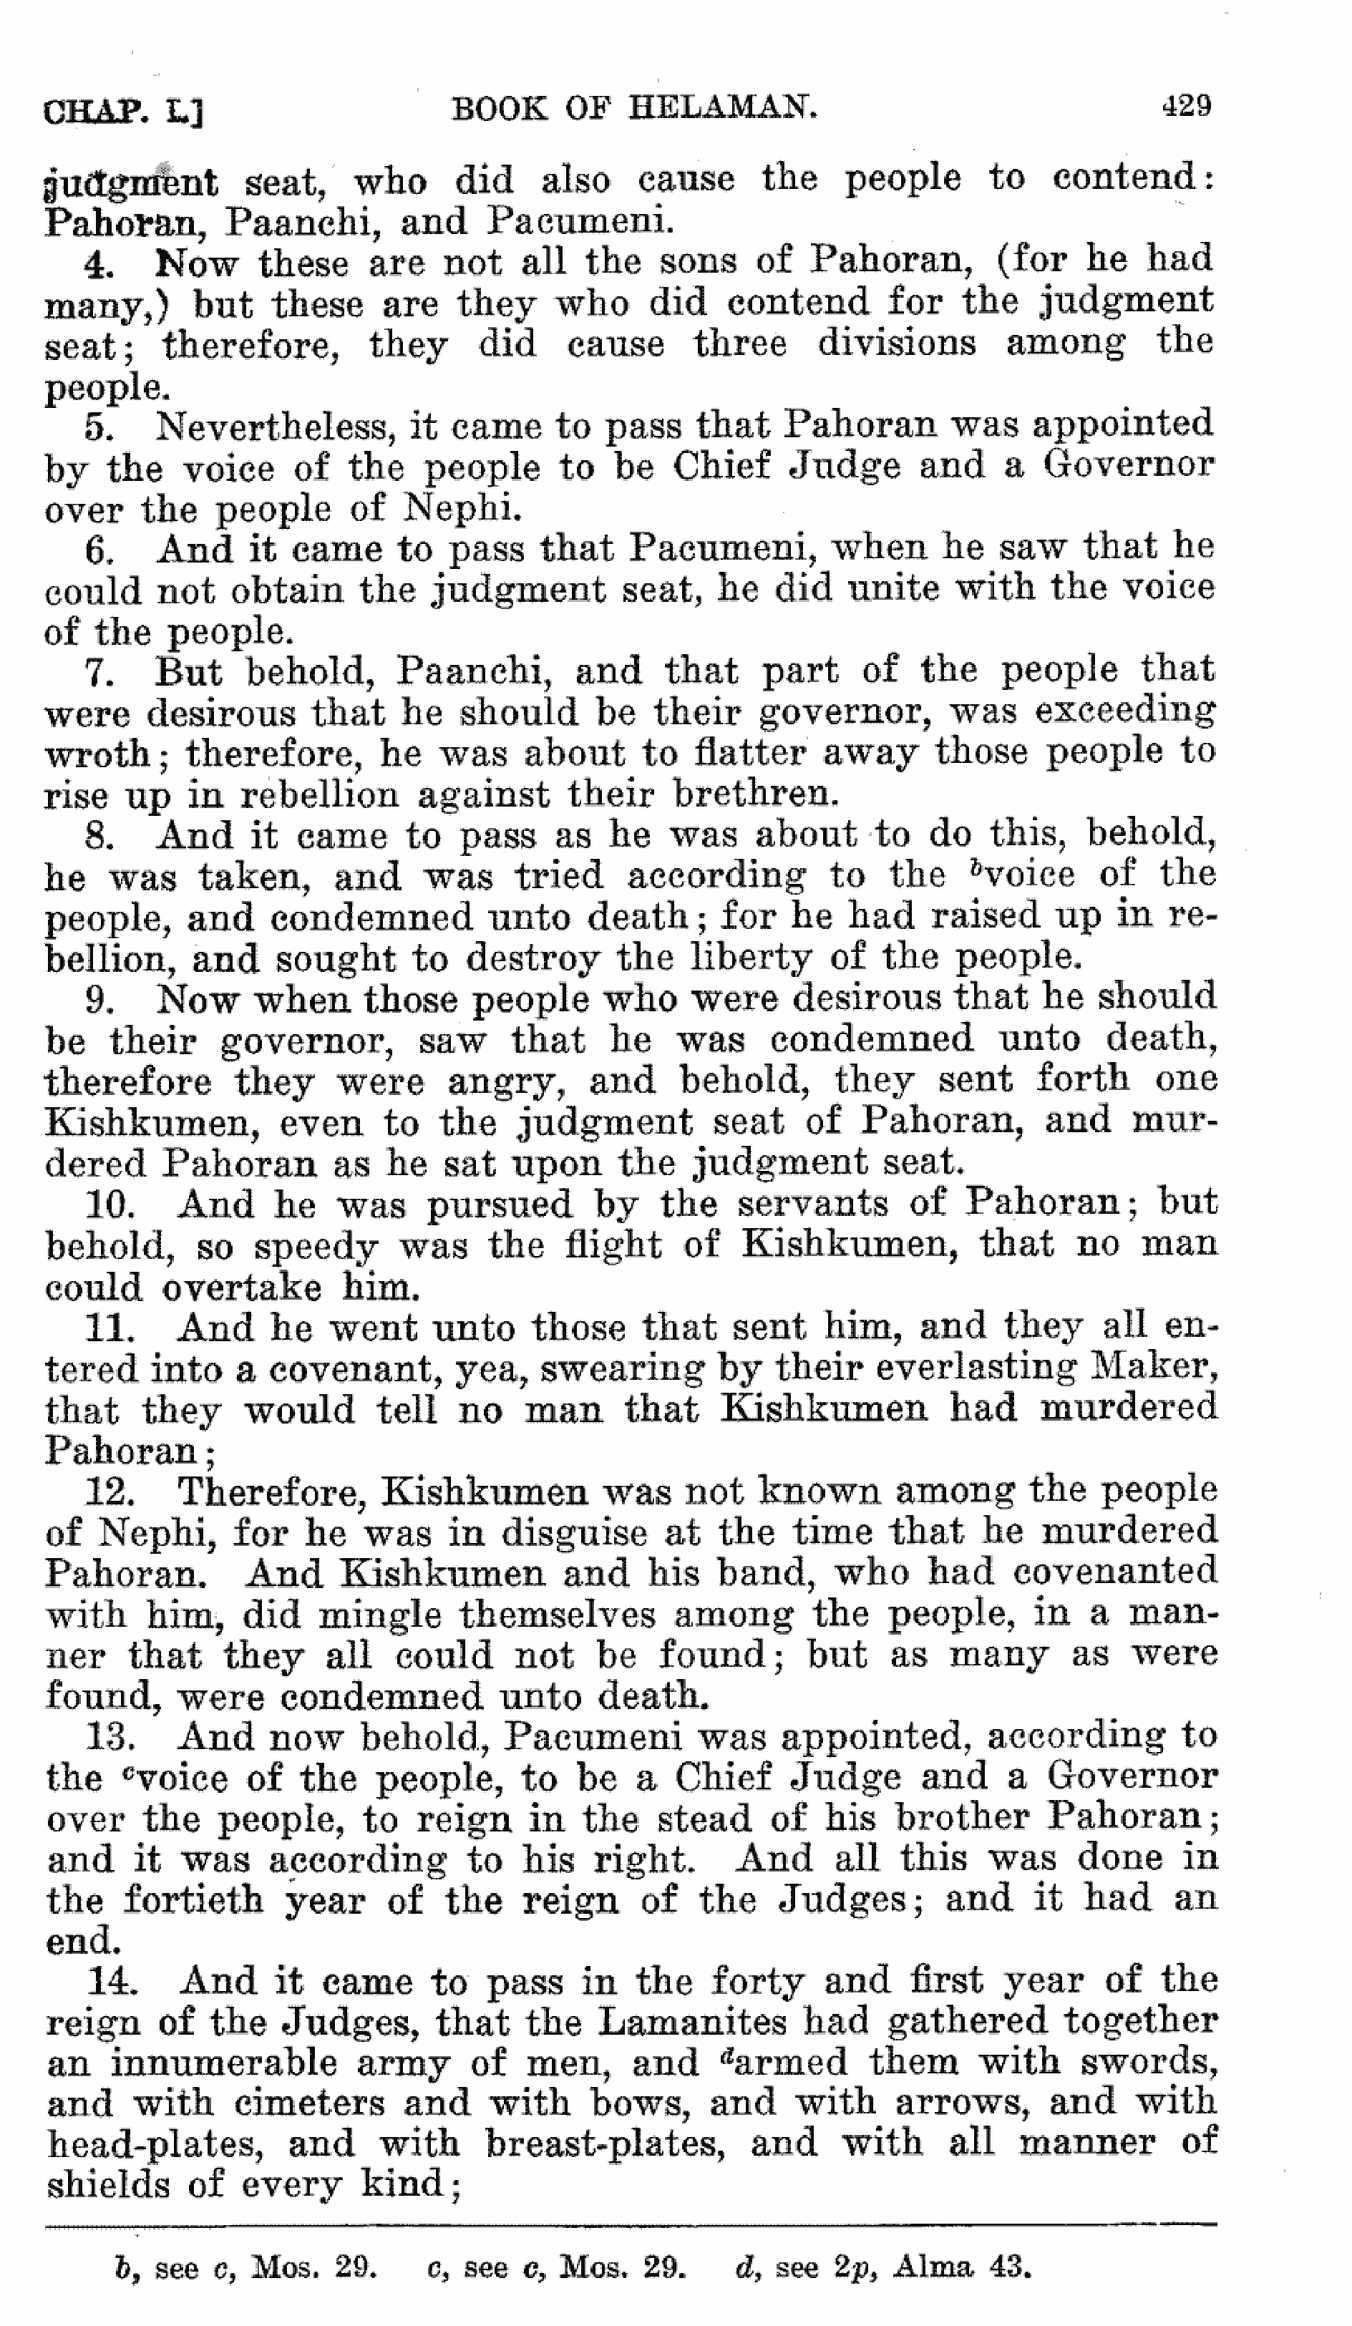 CHAP. I.] BOOK OF HELAMAN. 429
judgment seat, who did also cause the people to contend:
Pahoran, Paanchi, and Pacumeni.
4. Now these are not all the sons of Pahoran, (for he had
many,) but these are they who did contend for the judgment
seat; therefore, they did cause three divisions among the
people.
5. Nevertheless, it came to pass that Pahoran was appointed
by the voice of the people to be Chief Judge and a Governor
over the people of Nephi.
6. And it came to pass that Pacumeni, when he saw that he
could not obtain the judgment seat, he did unite with the voice
of the people.
7. But behold, Paanchi, and that part of the people that
were desirous that he should be their governor, was exceeding
wroth; therefore, he was about to flatter away those people to
rise up in rebellion against their brethren.
8. And it came to pass as he was about to do this, behold,
he was taken, and was tried according to the bvoice of the
people, and condemned unto death; for he had raised up in re-
bellion, and sought to destroy the liberty of the people.
9. Now when those people who were desirous that he should
be their governor, saw that he was condemned unto death,
therefore they were angry, and behold, they sent forth one
Kishkumen, even to the judgment seat of Pahoran, and mur-
dered Pahoran as he sat upon the judgment seat.
10. And he was pursued by the servants of Pahoran; but
behold, so speedy was the flight of Kishkumen, that no man
could overtake him.
11. And he went unto those that sent him, and they all en-
tered into a covenant, yea, swearing by their everlasting Maker,
that they would tell no man that Kishkumen had murdered
Pahoran;
12. Therefore, Kishkumen was not known among the people
of Nephi, for he was in disguise at the time that he murdered
Pahoran. And Kishkumen and his band, who had covenanted
with him, did mingle themselves among the people, in a man-
ner that they all could not be found; but as many as were
found, were condemned unto death.
13. And now behold, Pacumeni was appointed, according to
the cvoice of the people, to be a Chief Judge and a Governor
over the people, to reign in the stead of his brother Pahoran;
and it was according to his right. And all this was done in
the fortieth year of the reign of the Judges; and it had an
end.
14. And it came to pass in the forty and first year of the
reign of the Judges, that the Lamanites had gathered together
an innumerable army of men, and darmed them with swords,
and with cimeters and with bows, and with arrows, and with
head-plates, and with breast-plates, and with all manner of
shields of every kind;
b, see c, Mos. 29. c, see c, Mos. 29. d, see 2p, Alma 43.